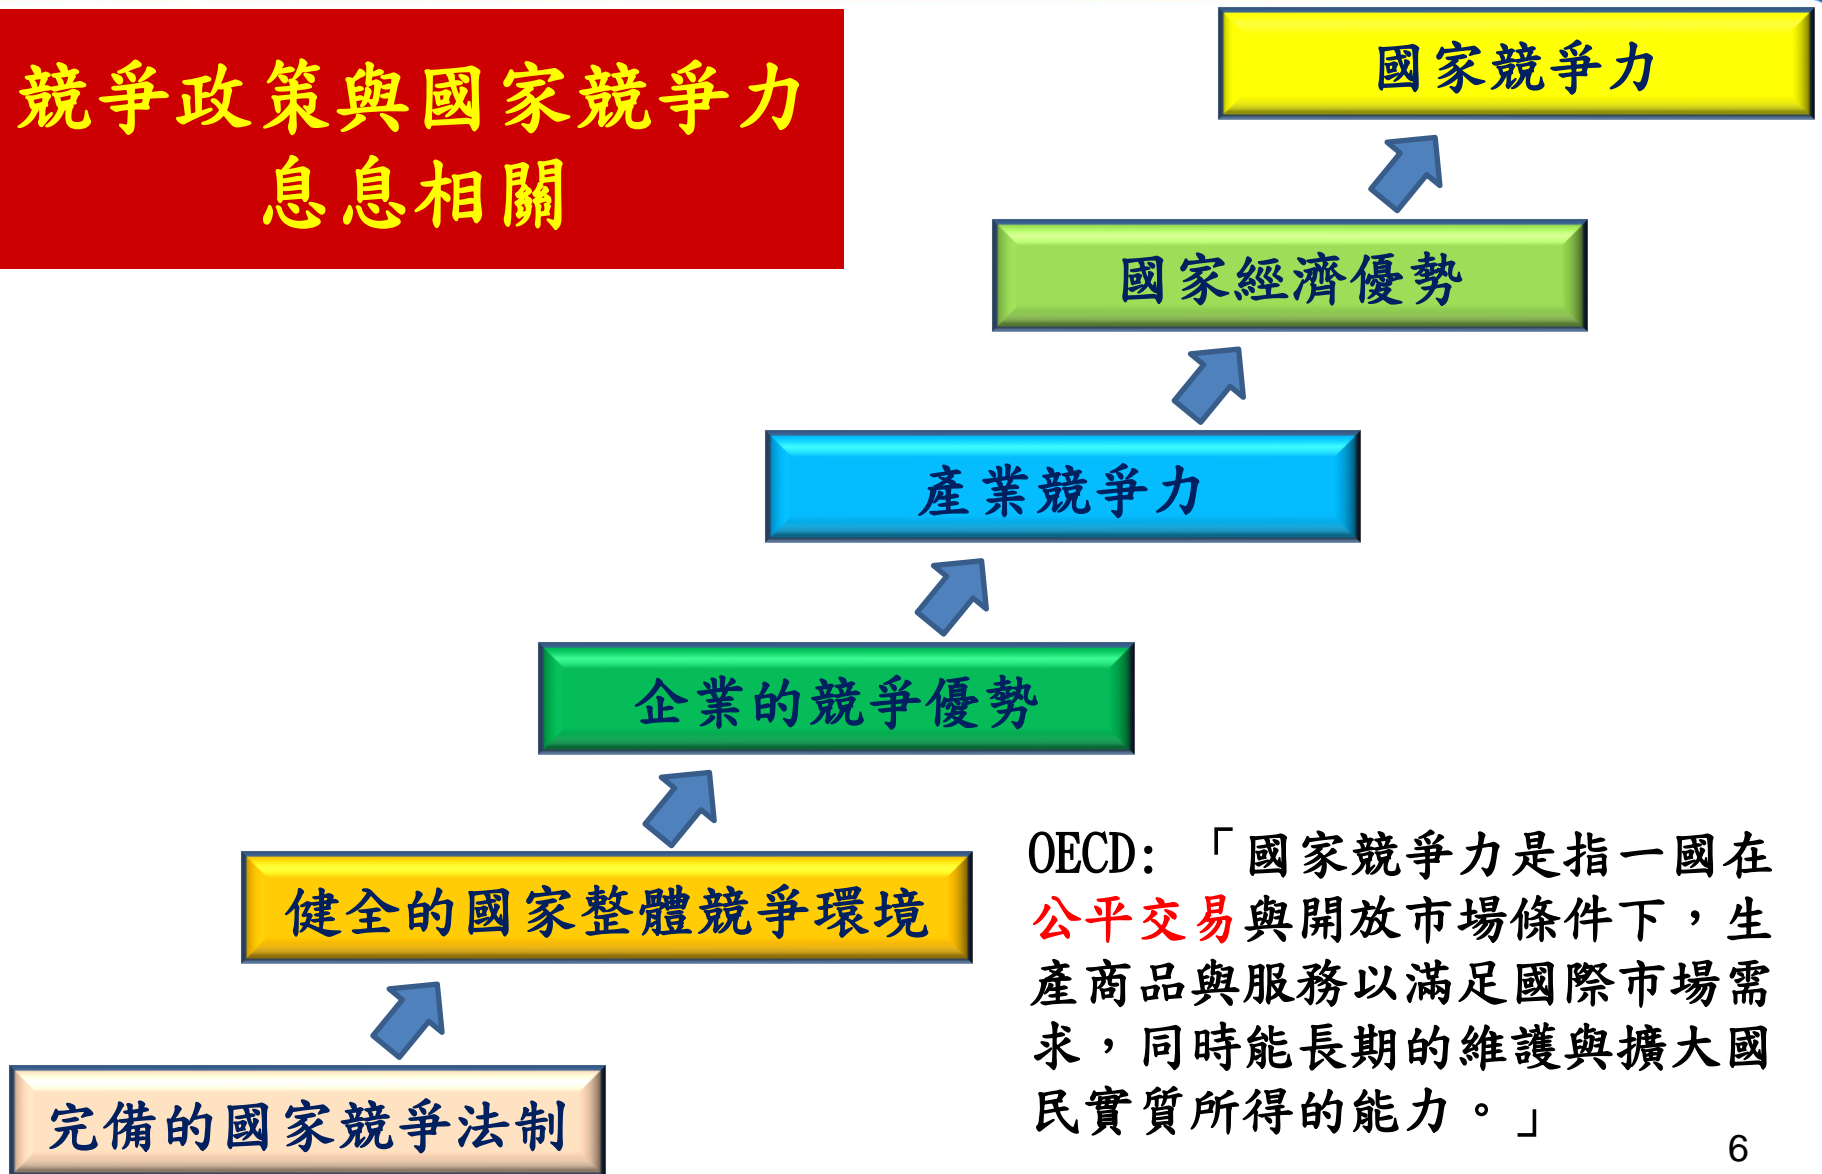 競爭政策與國家競爭力
息息相關
國家競爭力
國家經濟優勢
產業競爭力
企業的競爭優勢
健全的國家整體競爭環境
完備的國家競爭法制
OECD: 「國家競爭力是指一國在
公平交易與開放市場條件下，生
產商品與服務以滿足國際市場需
求，同時能長期的維護與擴大國
民實質所得的能力。」
6